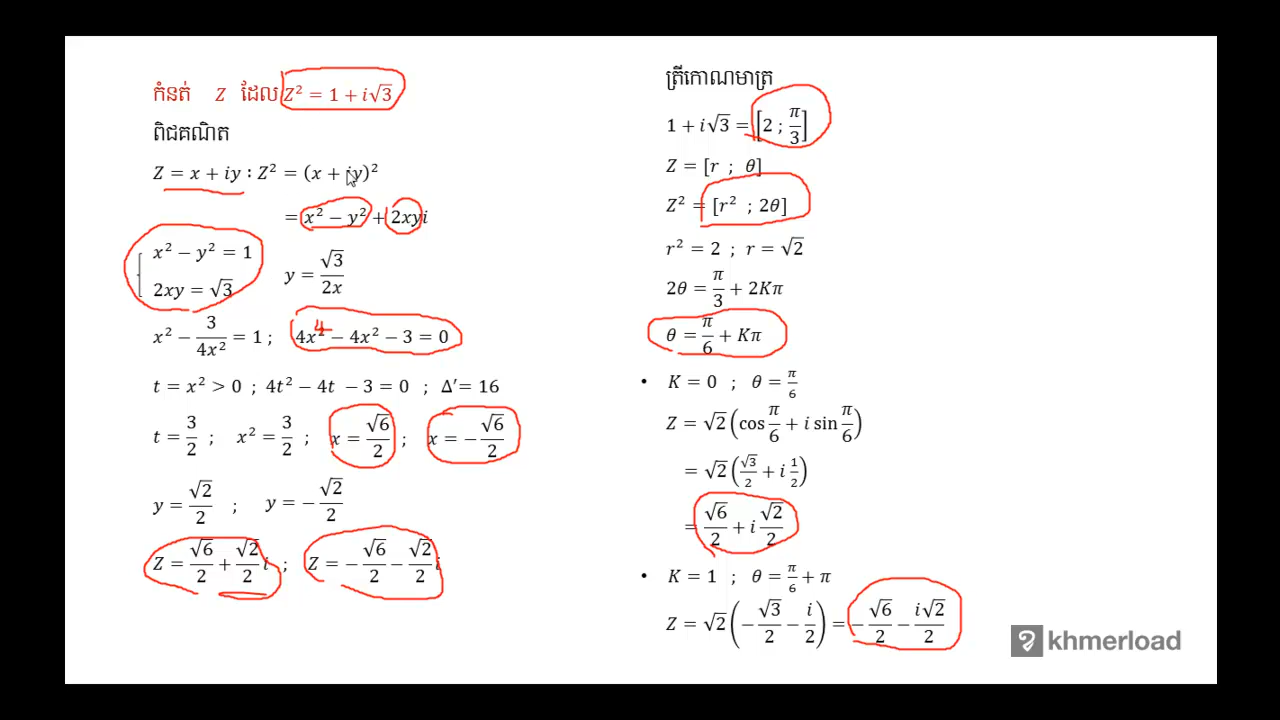 កំនត់ Z ដែល Z² = 1 + i√3
ពិជគណិត
Z = x + iy : Z² = (x + iy)²
= x² − y² + 2xyi
x² − y² = 1
2xy = √3 y = √3/2x
x² − 3/4x² = 1 ; 4x⁴ − 4x² − 3 = 0
t = x² > 0 ; 4t² − 4t − 3 = 0 ; Δ′ = 16
t = 3/2 ; x² = 3/2 ; x = √6/2 ; x = −√6/2
y = √2/2 ; y = −√2/2
Z = √6/2 + √2/2 i ; Z = −√6/2 − √2/2 i
ត្រីកោណមាត្រ
1 + i√3 = [2 ; π/3]
Z = [r ; θ]
Z² = [r² ; 2θ]
r² = 2 ; r = √2
2θ = π/3 + 2Kπ
θ = π/6 + Kπ
• K = 0 ; θ = π/6
Z = √2(cos π/6 + i sin π/6)
= √2(√3/2 + i 1/2)
= √6/2 + i √2/2
• K = 1 ; θ = π/6 + π
Z = √2(−√3/2 − i/2) = −√6/2 − i√2/2
khmerload